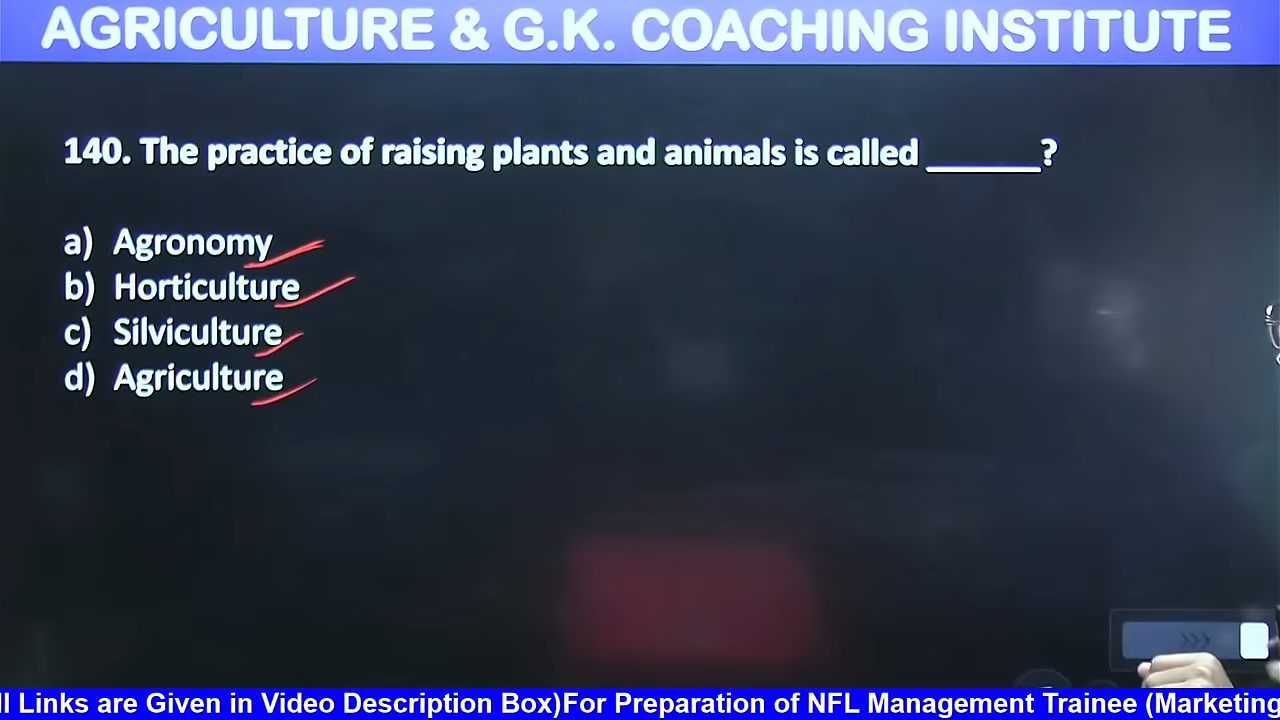 AGRICULTURE & G.K. COACHING INSTITUTE
140. The practice of raising plants and animals is called _______?
a) Agronomy
b) Horticulture
c) Silviculture
d) Agriculture
ll Links are Given in Video Description Box)For Preparation of NFL Management Trainee (Marketing